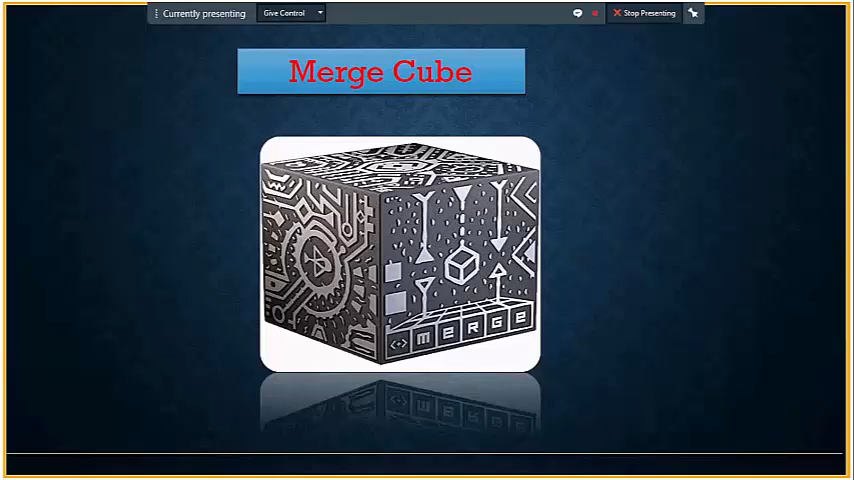 Currently presenting
Give Control
Stop Presenting
Merge Cube
MERGE